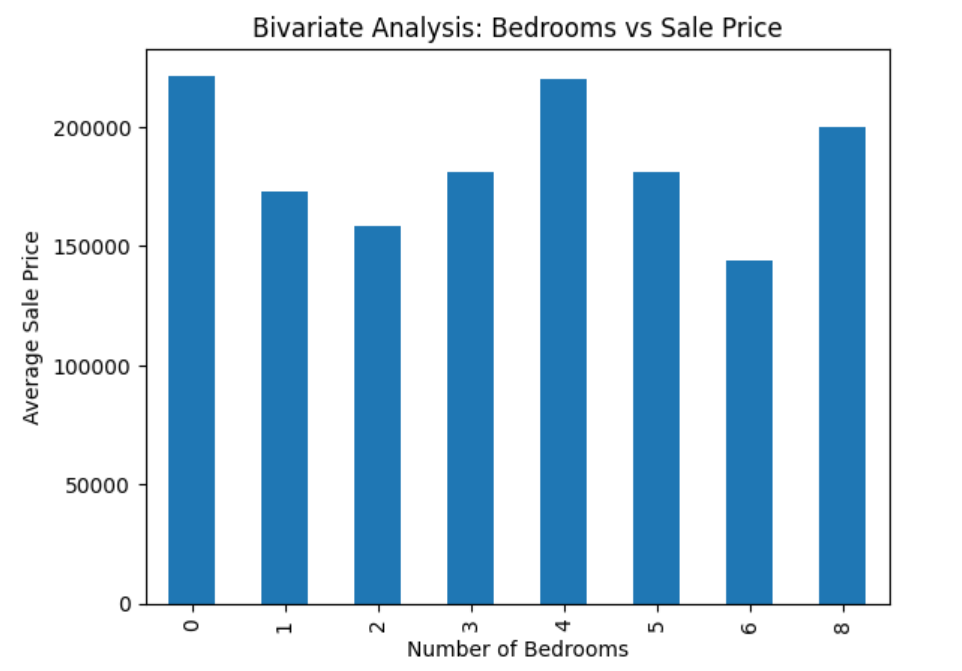 Bivariate Analysis: Bedrooms vs Sale Price
Average Sale Price
200000
150000
100000
50000
0
0 1 2 3 4 5 6 8
Number of Bedrooms